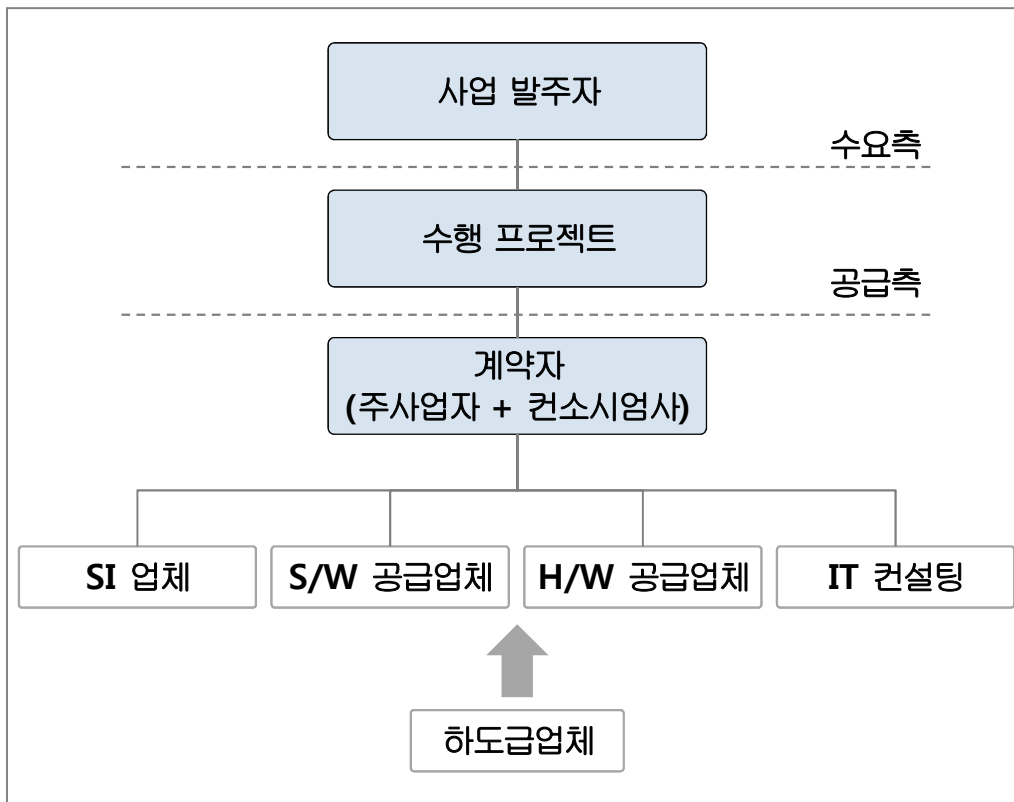 사업 발주자
수요측
수행 프로젝트
공급측
계약자
(주사업자 + 컨소시엄사)
SI 업체
S/W 공급업체
H/W 공급업체
IT 컨설팅
하도급업체